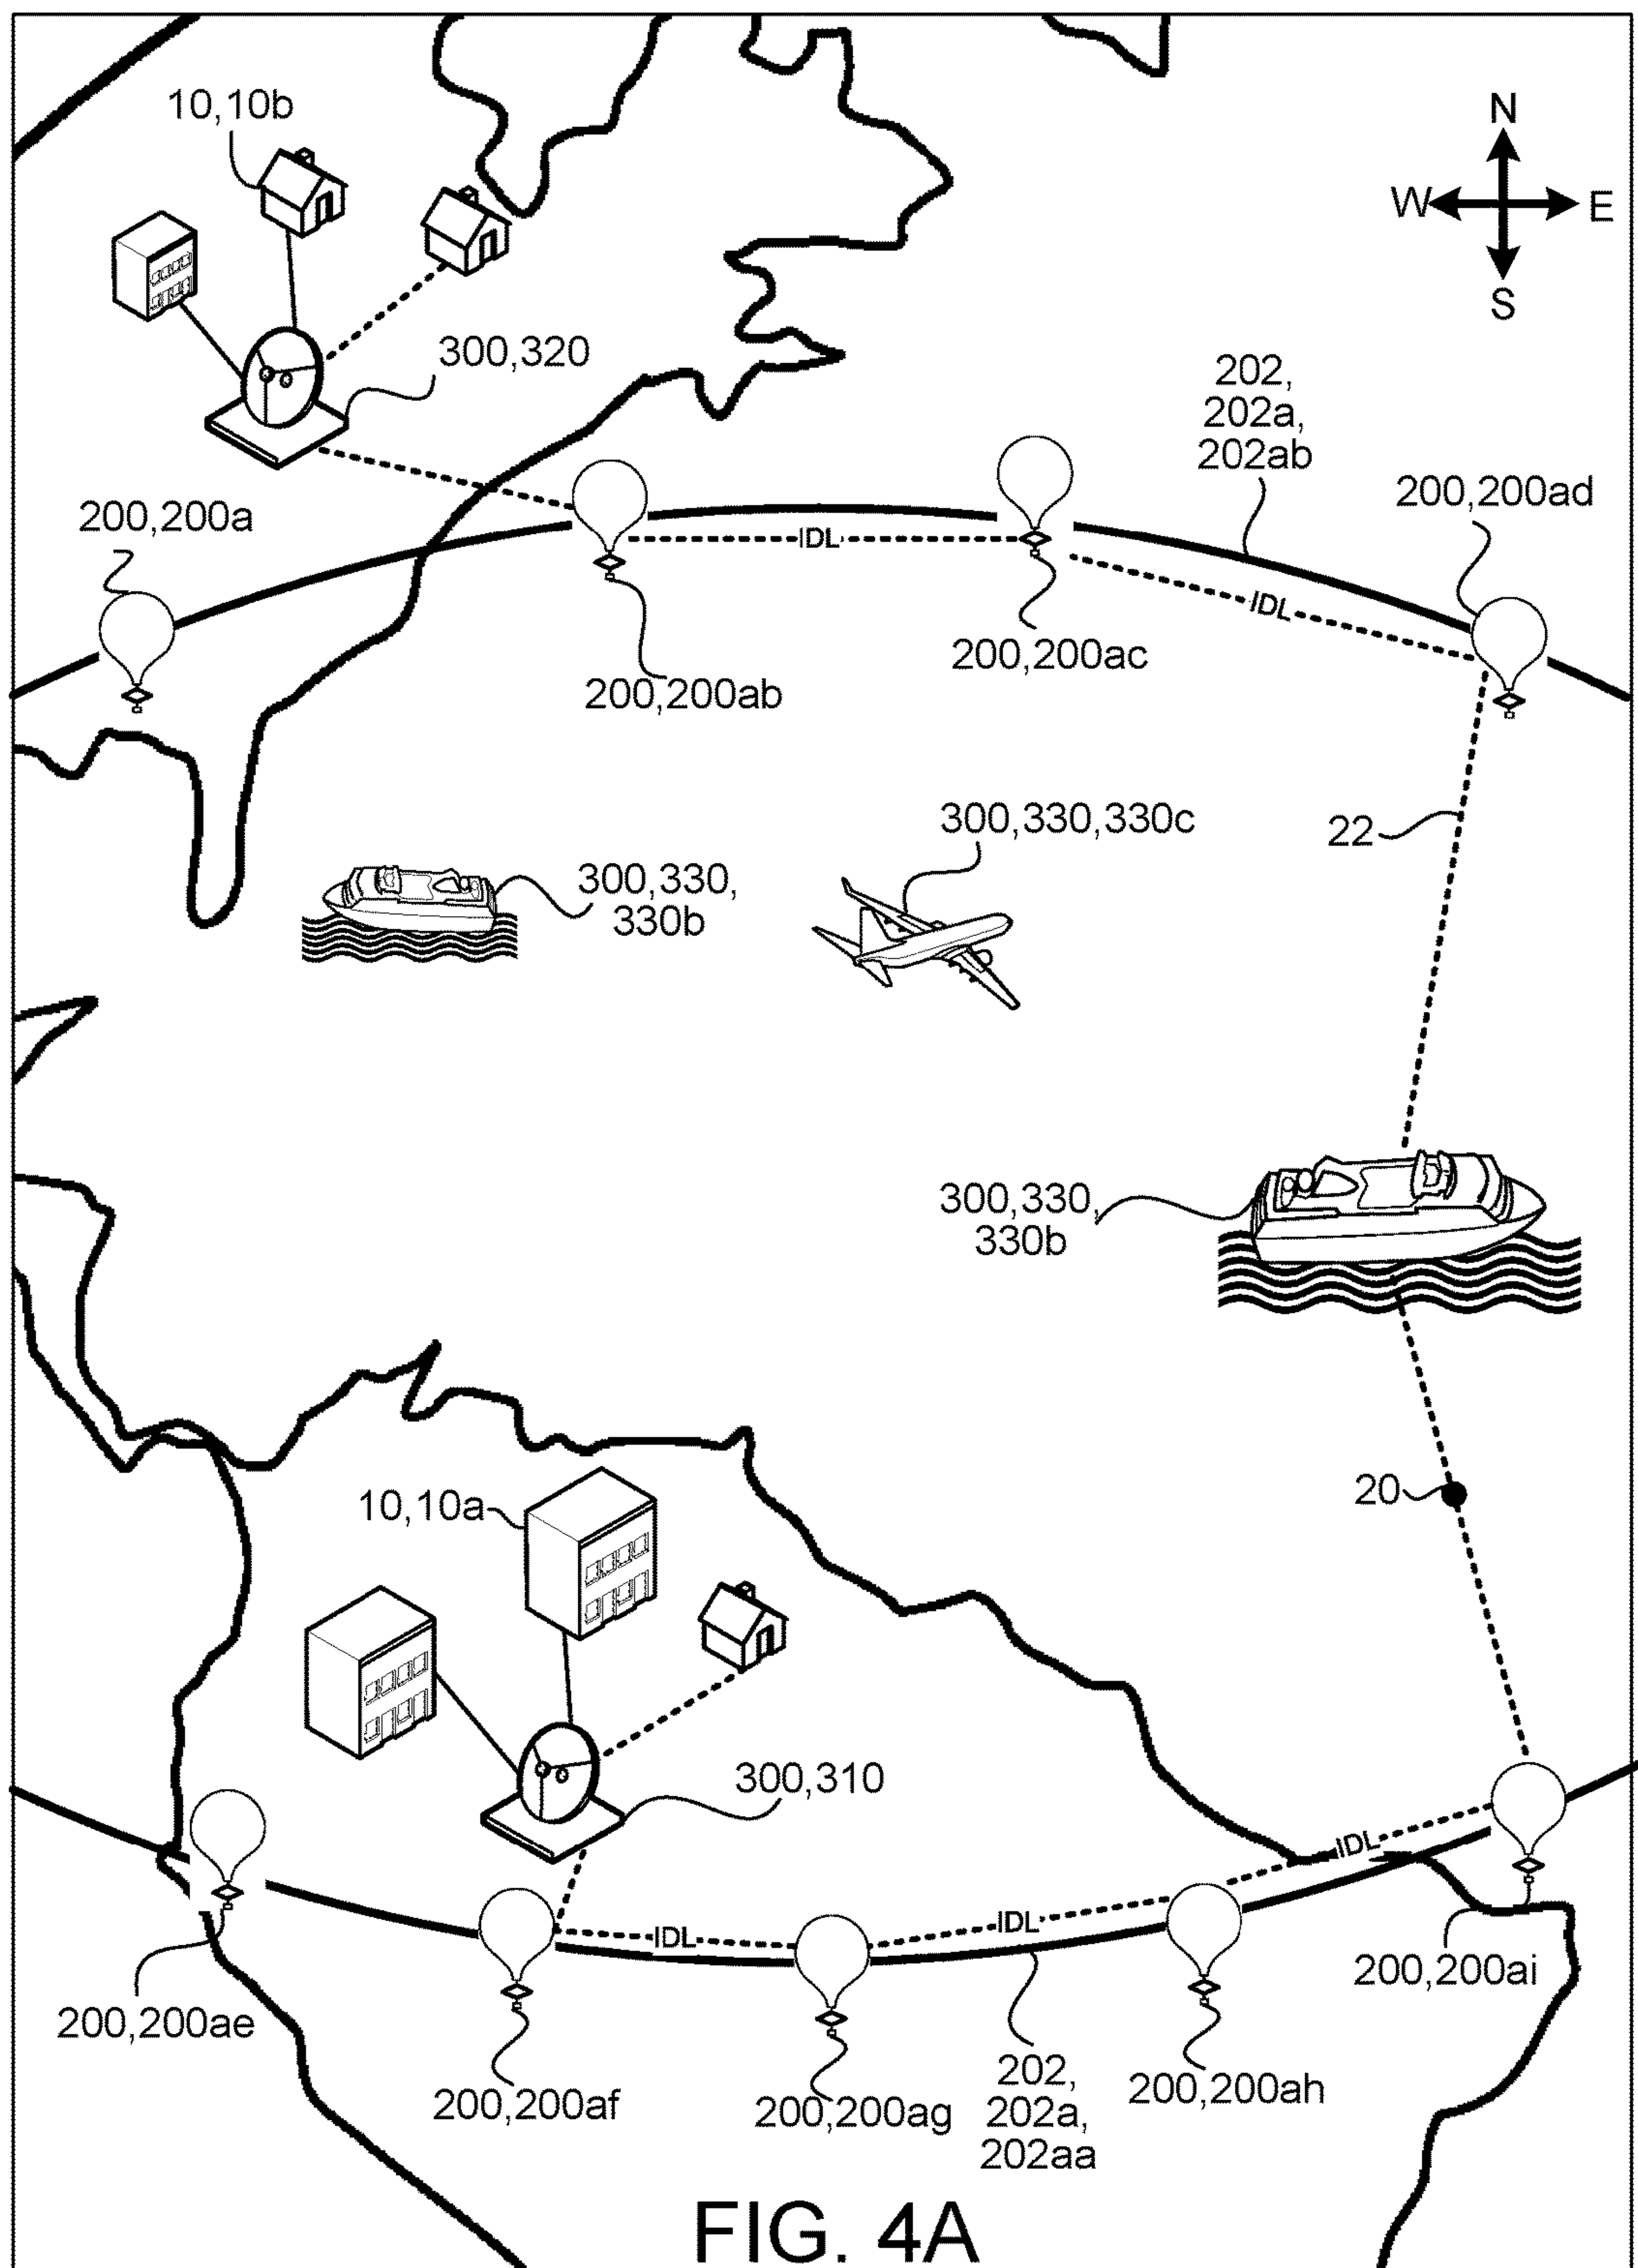 10,10b
N
W
E
S
300,320
202,
202a,
202ab
200,200ad
200,200a
IDL
IDL
200,200ac
200,200ab
22
300,330,330c
300,330,
330b
300,330,
330b
20
10,10a
300,310
IDL
IDL
IDL
200,200ai
200,200ae
200,200af
200,200ag
202,
202a,
202aa
200,200ah
FIG. 4A